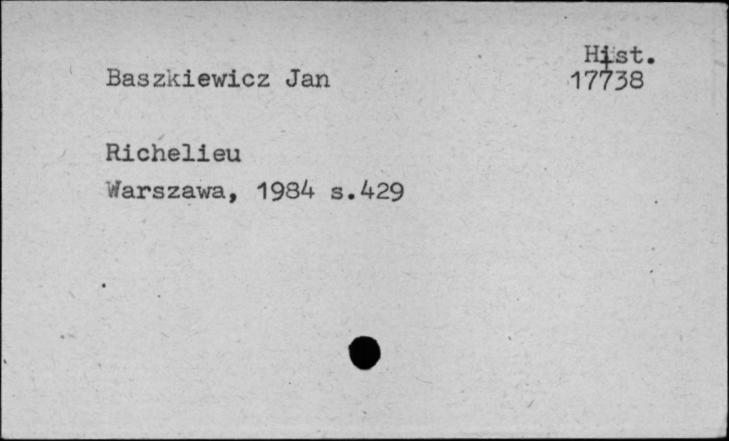 Hist.
Baszkiewicz Jan 17738
Richelieu
Warszawa, 1984 s.429